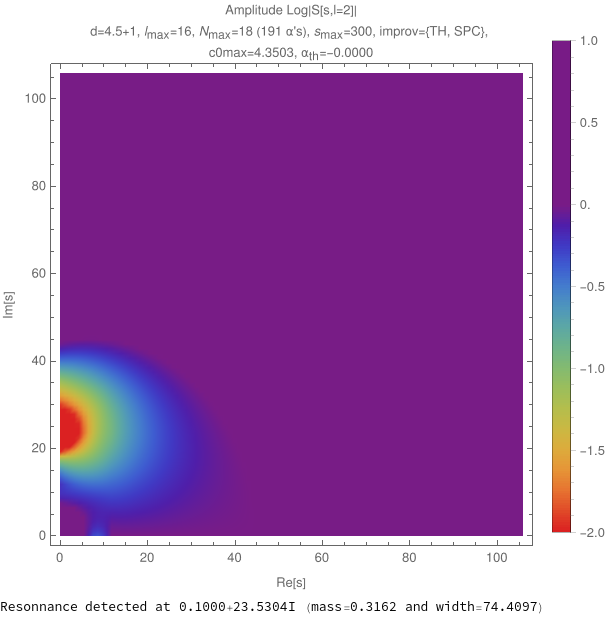 Amplitude Log|S[s,l=2]|
d=4.5+1, lmax=16, Nmax=18 (191 α's), smax=300, improv={TH, SPC},
c0max=4.3503, αth=−0.0000
1.0
0.5
0.
−0.5
−1.0
−1.5
−2.0
100
80
60
40
20
0
Im[s]
0 20 40 60 80 100
Re[s]
Resonnance detected at 0.1000+23.5304I (mass=0.3162 and width=74.4097)